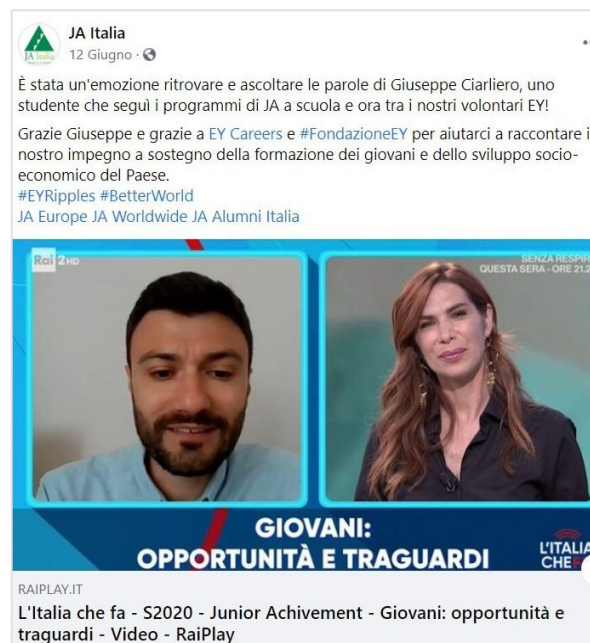 JA Italia
JA Italia
12 Giugno ·
È stata un'emozione ritrovare e ascoltare le parole di Giuseppe Ciarliero, uno
studente che seguì i programmi di JA a scuola e ora tra i nostri volontari EY!
Grazie Giuseppe e grazie a EY Careers e #FondazioneEY per aiutarci a raccontare i
nostro impegno a sostegno della formazione dei giovani e dello sviluppo socio-
economico del Paese.
#EYRipples #BetterWorld
JA Europe JA Worldwide JA Alumni Italia
Rai 2HD
SENZA RESPIR
QUESTA SERA - ORE 21.2
GIOVANI:
OPPORTUNITÀ E TRAGUARDI
L'ITALIA
CHE
RAIPLAY.IT
L'Italia che fa - S2020 - Junior Achivement - Giovani: opportunità e
traguardi - Video - RaiPlay